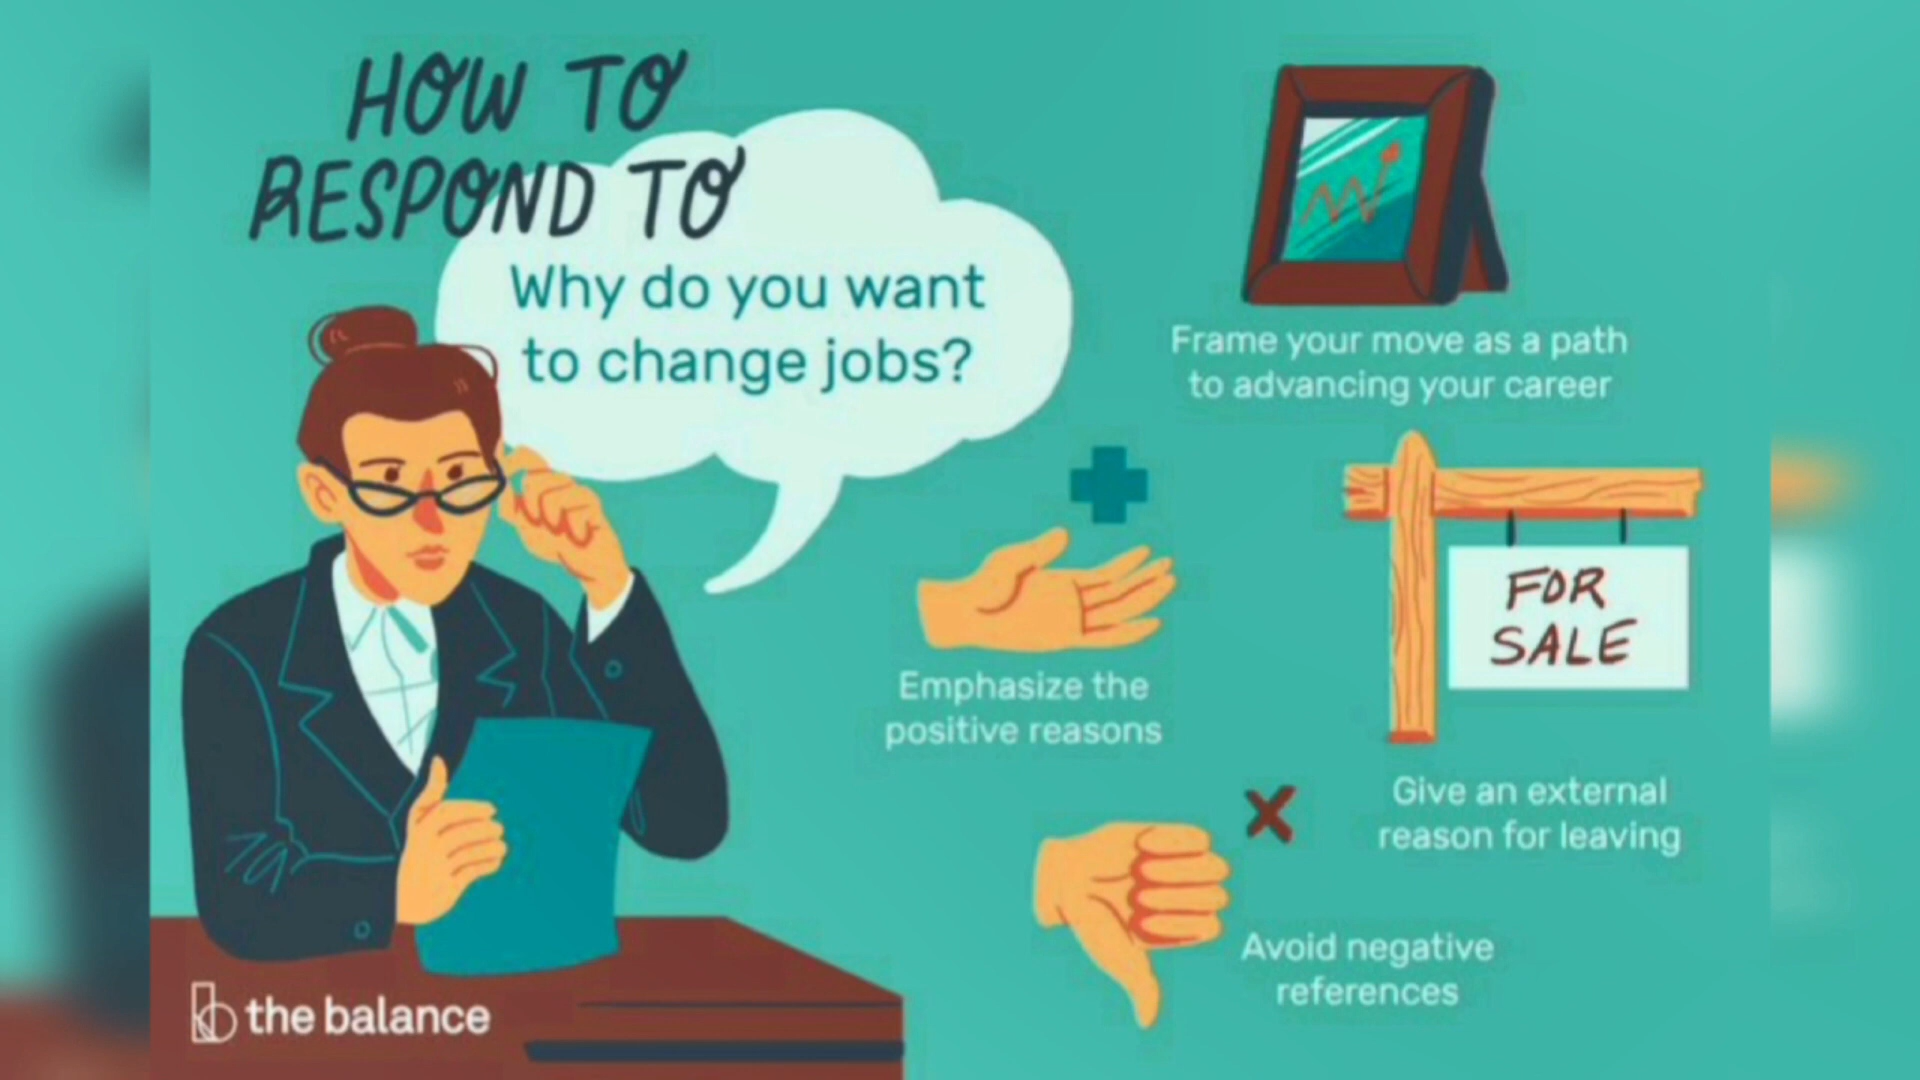 HOW TO
RESPOND TO
Why do you want
to change jobs?
Frame your move as a path
to advancing your career
Emphasize the
positive reasons
FOR
SALE
Give an external
reason for leaving
Avoid negative
references
the balance